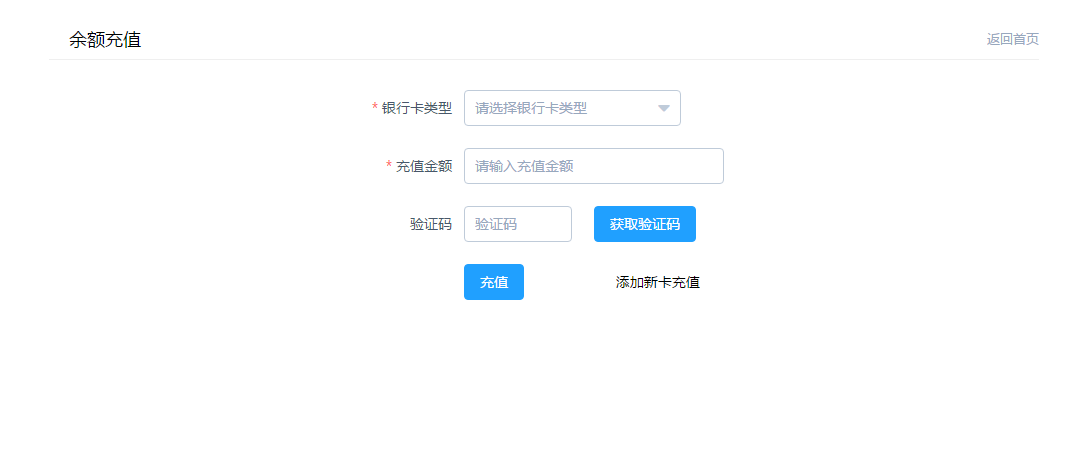 余额充值
返回首页
* 银行卡类型 请选择银行卡类型
* 充值金额 请输入充值金额
验证码 验证码 获取验证码
充值 添加新卡充值